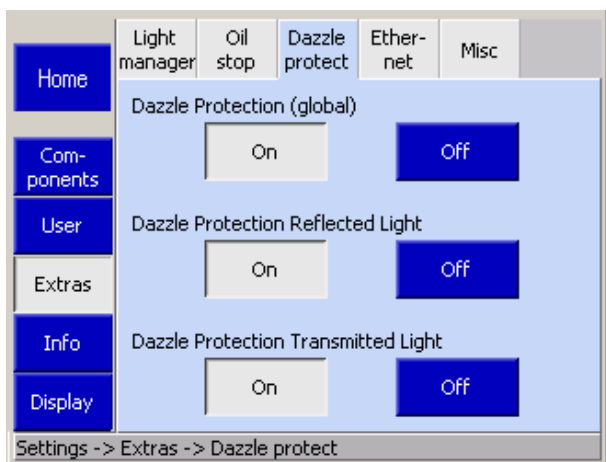 Light manager
Oil stop
Dazzle protect
Ether-
net
Misc
Home
Com-
ponents
User
Extras
Info
Display
Dazzle Protection (global)
On Off
Dazzle Protection Reflected Light
On Off
Dazzle Protection Transmitted Light
On Off
Settings -> Extras -> Dazzle protect